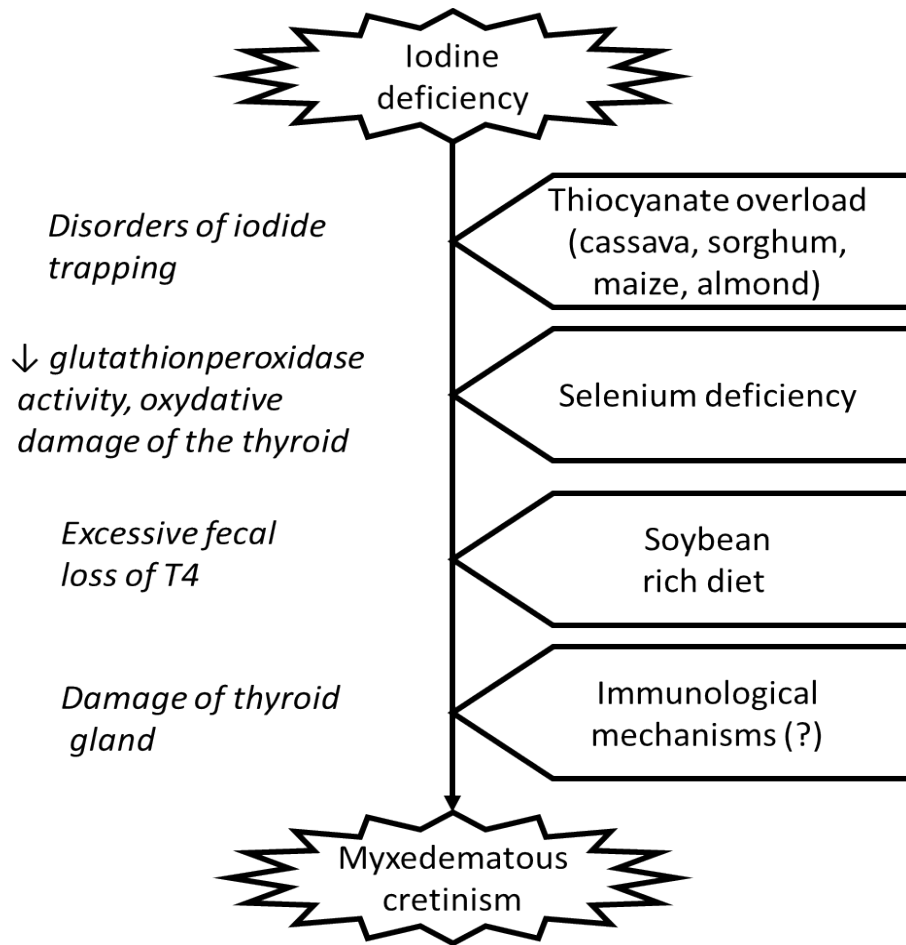 Iodine
deficiency
Disorders of iodide
trapping
Thiocyanate overload
(cassava, sorghum,
maize, almond)
↓ glutathionperoxidase
activity, oxydative
damage of the thyroid
Selenium deficiency
Excessive fecal
loss of T4
Soybean
rich diet
Damage of thyroid
gland
Immunological
mechanisms (?)
Myxedematous
cretinism